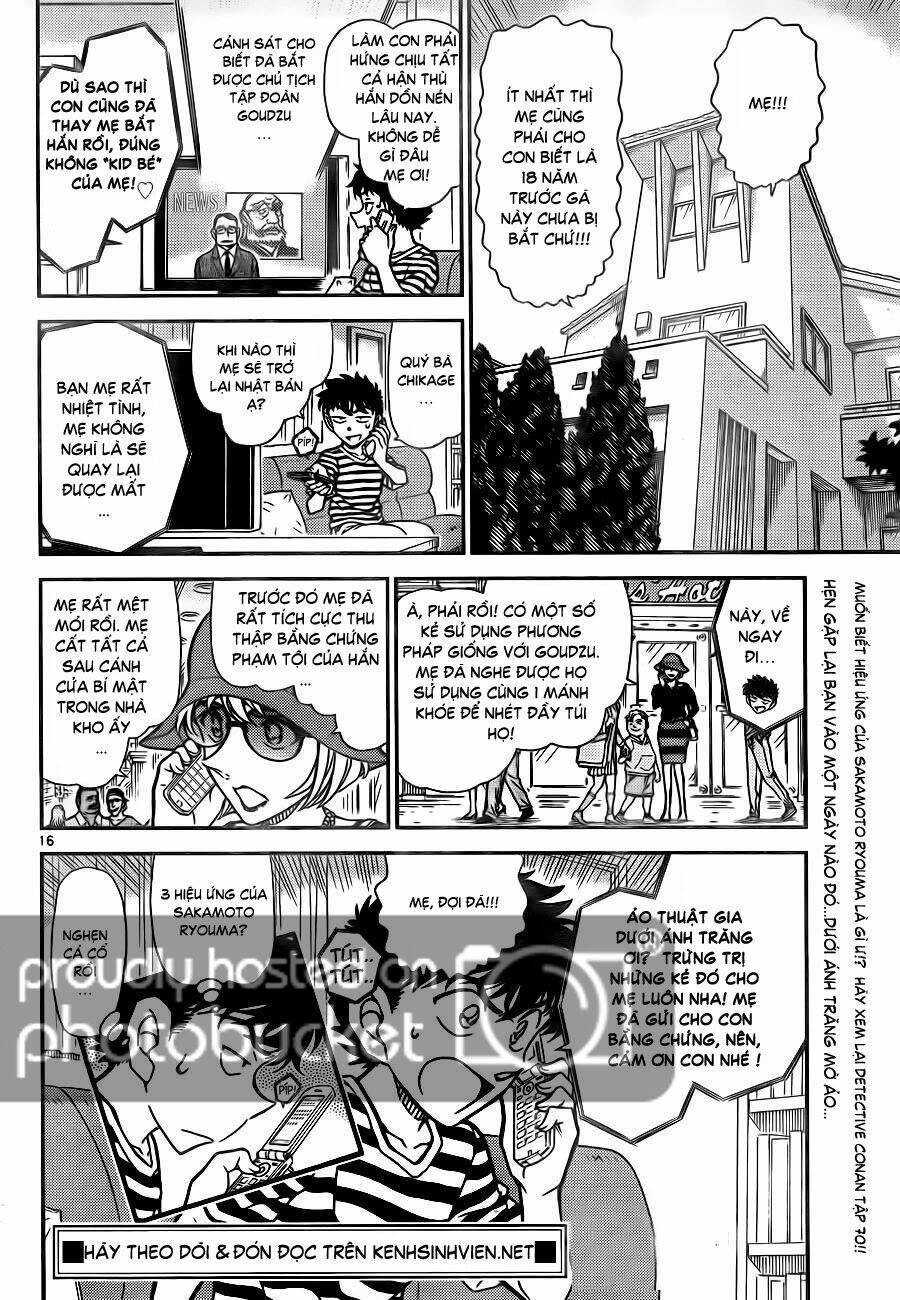 MẸ!!!
ÍT NHẤT THÌ
MẸ CŨNG
PHẢI CHO
CON BIẾT LÀ
18 NĂM
TRƯỚC GÃ
NÀY CHƯA BỊ
BẮT CHỨ!!!
LÀM CON PHẢI
HỨNG CHỊU TẤT
CẢ HẬN THÙ
HẮN DỒN NÉN
LÂU NAY.
KHÔNG DỄ
GÌ ĐÂU
MẸ ƠI!
CẢNH SÁT CHO
BIẾT ĐÃ BẮT
ĐƯỢC CHỦ TỊCH
TẬP ĐOÀN
GOUDZU
...
DÙ SAO THÌ
CON CŨNG ĐÃ
THAY MẸ BẮT
HẮN RỒI, ĐÚNG
KHÔNG "KID BÉ"
CỦA MẸ!♡
NEWS
QUÝ BÀ
CHIKAGE
...
KHI NÀO THÌ
MẸ SẼ TRỞ
LẠI NHẬT BẢN
Ạ?
PÍP!
BẠN MẸ RẤT
NHIỆT TÌNH,
MẸ KHÔNG
NGHĨ LÀ SẼ
QUAY LẠI
ĐƯỢC MẤT
...
NÀY, VỀ
NGAY
ĐI...
À, PHẢI RỒI! CÓ MỘT SỐ
KẺ SỬ DỤNG PHƯƠNG
PHÁP GIỐNG VỚI GOUDZU.
MẸ ĐÃ NGHE ĐƯỢC HỌ
SỬ DỤNG CÙNG 1 MÁNH
KHÓE ĐỂ NHÉT ĐẦY TÚI
HỌ!
TRƯỚC ĐÓ MẸ ĐÃ
RẤT TÍCH CỰC THU
THẬP BẰNG CHỨNG
PHẠM TỘI CỦA HẮN
...
MẸ RẤT MỆT
MỎI RỒI. MẸ
CẤT TẤT CẢ
SAU CÁNH
CỬA BÍ MẬT
TRONG NHÀ
KHO ẤY
16
ẢO THUẬT GIA
DƯỚI ÁNH TRĂNG
ƠI? TRỪNG TRỊ
NHỮNG KẺ ĐÓ CHO
MẸ LUÔN NHA! MẸ
ĐÃ GỬI CHO CON
BẰNG CHỨNG, NÊN,
CẢM ƠN CON NHÉ !
MẸ, ĐỢI ĐÃ!!!
TÚT..
TÚT..
3 HIỆU ỨNG CỦA
SAKAMOTO
RYOUMA?
NGHẸN
CẢ CỔ
RỒI
...
PÍP!
MUỐN BIẾT HIỆU ỨNG CỦA SAKAMOTO RYOUMA LÀ GÌ Ư!? HÃY XEM LẠI DETECTIVE CONAN TẬP 70!!
HẸN GẶP LẠI BẠN VÀO MỘT NGÀY NÀO ĐÓ...DƯỚI ÁNH TRĂNG MỜ ẢO...
proudly hosted on
photobucket
HÃY THEO DÕI & ĐÓN ĐỌC TRÊN KENHSINHVIEN.NET